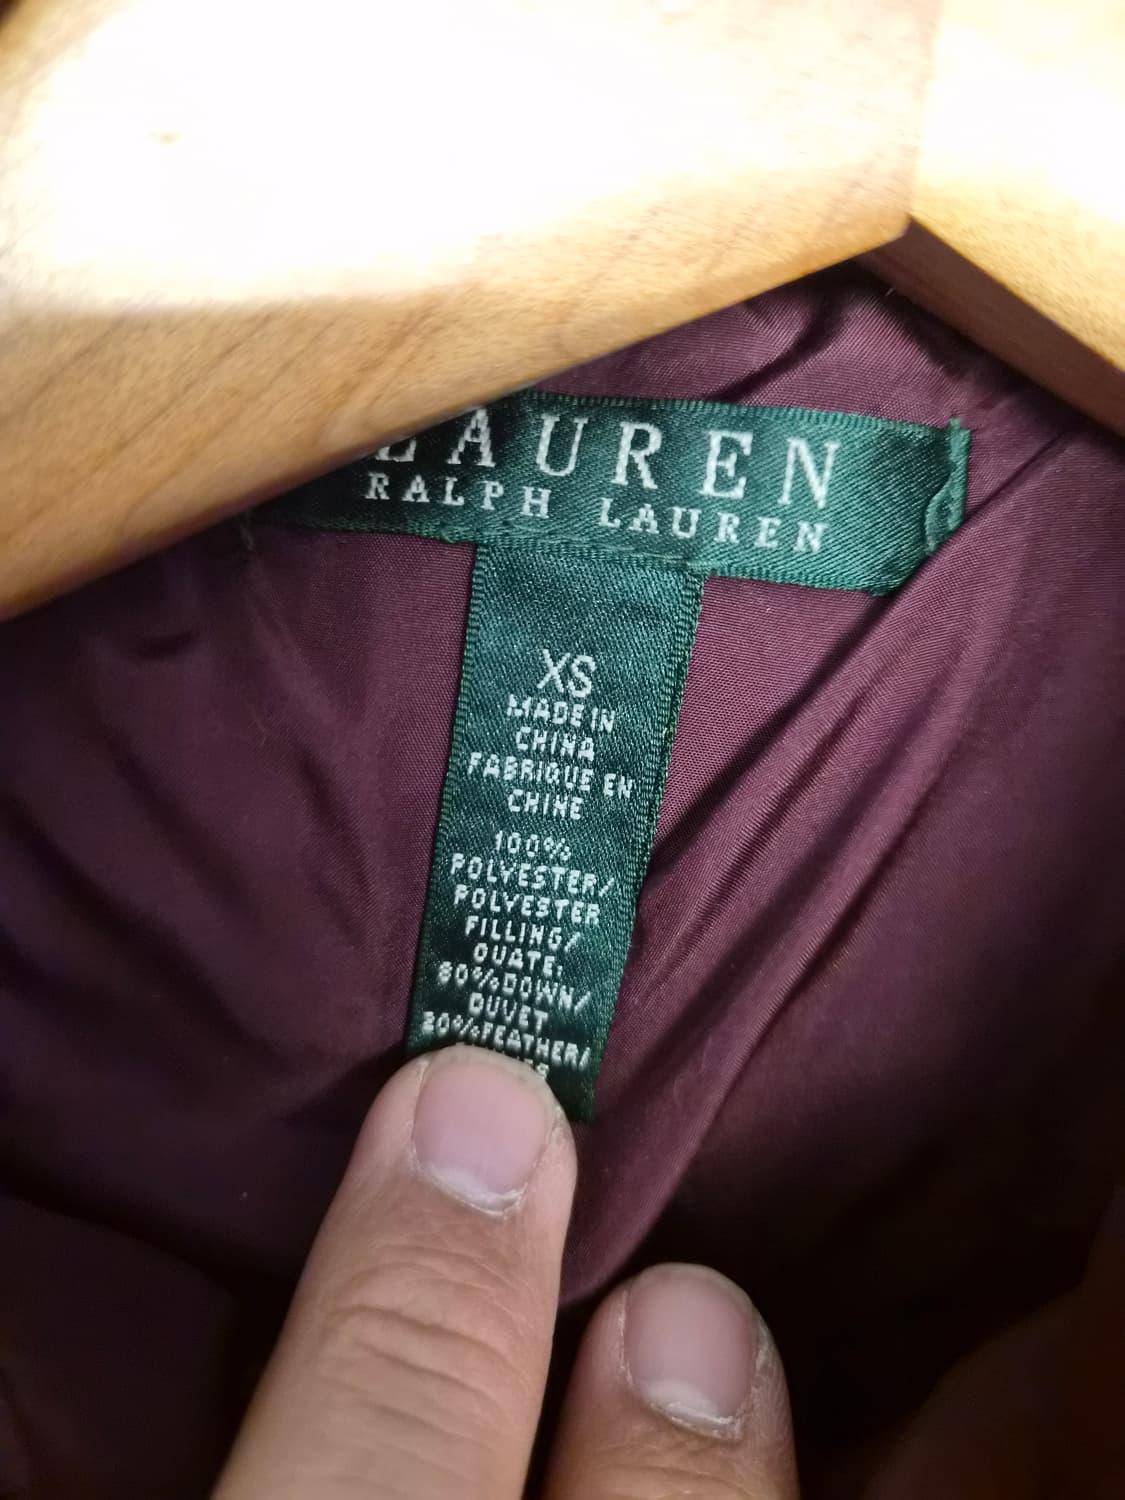 LAUREN
RALPH LAUREN
XS
MADE IN
CHINA
FABRIQUE EN
CHINE
100%
POLYESTER/
POLYESTER
FILLING/
OUATE:
80%DOWN/
DUVET
20%FEATHER/